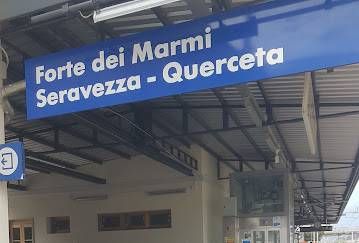 Forte dei Marmi
Seravezza - Querceta